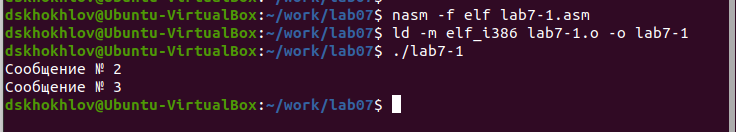 dskhokhlov@Ubuntu-VirtualBox:~/work/lab07$ nasm -f elf lab7-1.asm
dskhokhlov@Ubuntu-VirtualBox:~/work/lab07$ ld -m elf_i386 lab7-1.o -o lab7-1
dskhokhlov@Ubuntu-VirtualBox:~/work/lab07$ ./lab7-1
Сообщение № 2
Сообщение № 3
dskhokhlov@Ubuntu-VirtualBox:~/work/lab07$